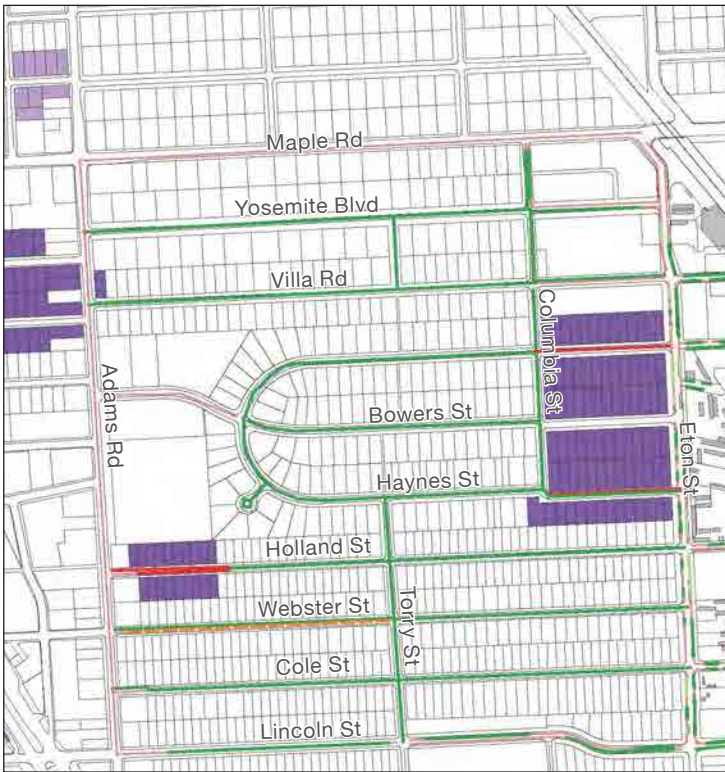 Maple Rd
Yosemite Blvd
Villa Rd
Columbia St
Adams Rd
Bowers St
Eton St
Haynes St
Holland St
Webster St
Torry St
Cole St
Lincoln St